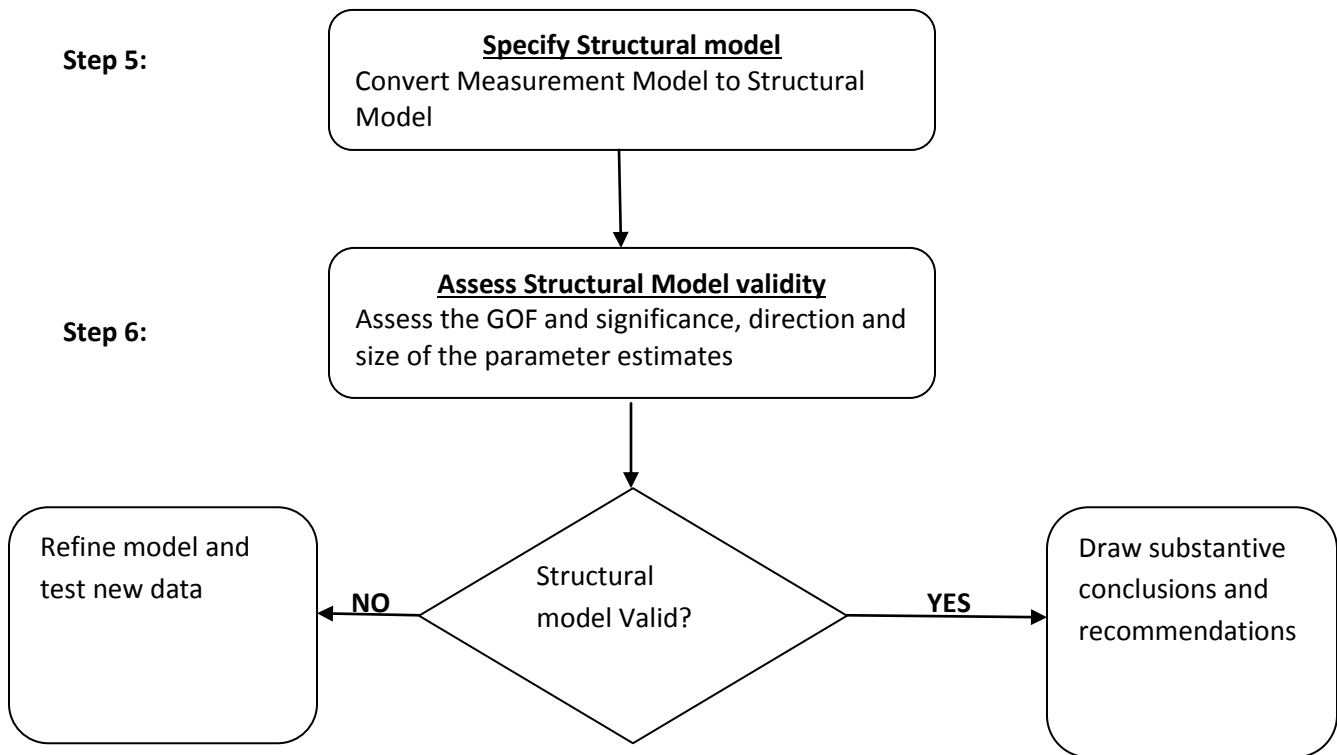 Step 5:
Specify Structural model
Convert Measurement Model to Structural
Model
Step 6:
Assess Structural Model validity
Assess the GOF and significance, direction and
size of the parameter estimates
Refine model and
test new data
NO
Structural
model Valid?
YES
Draw substantive
conclusions and
recommendations